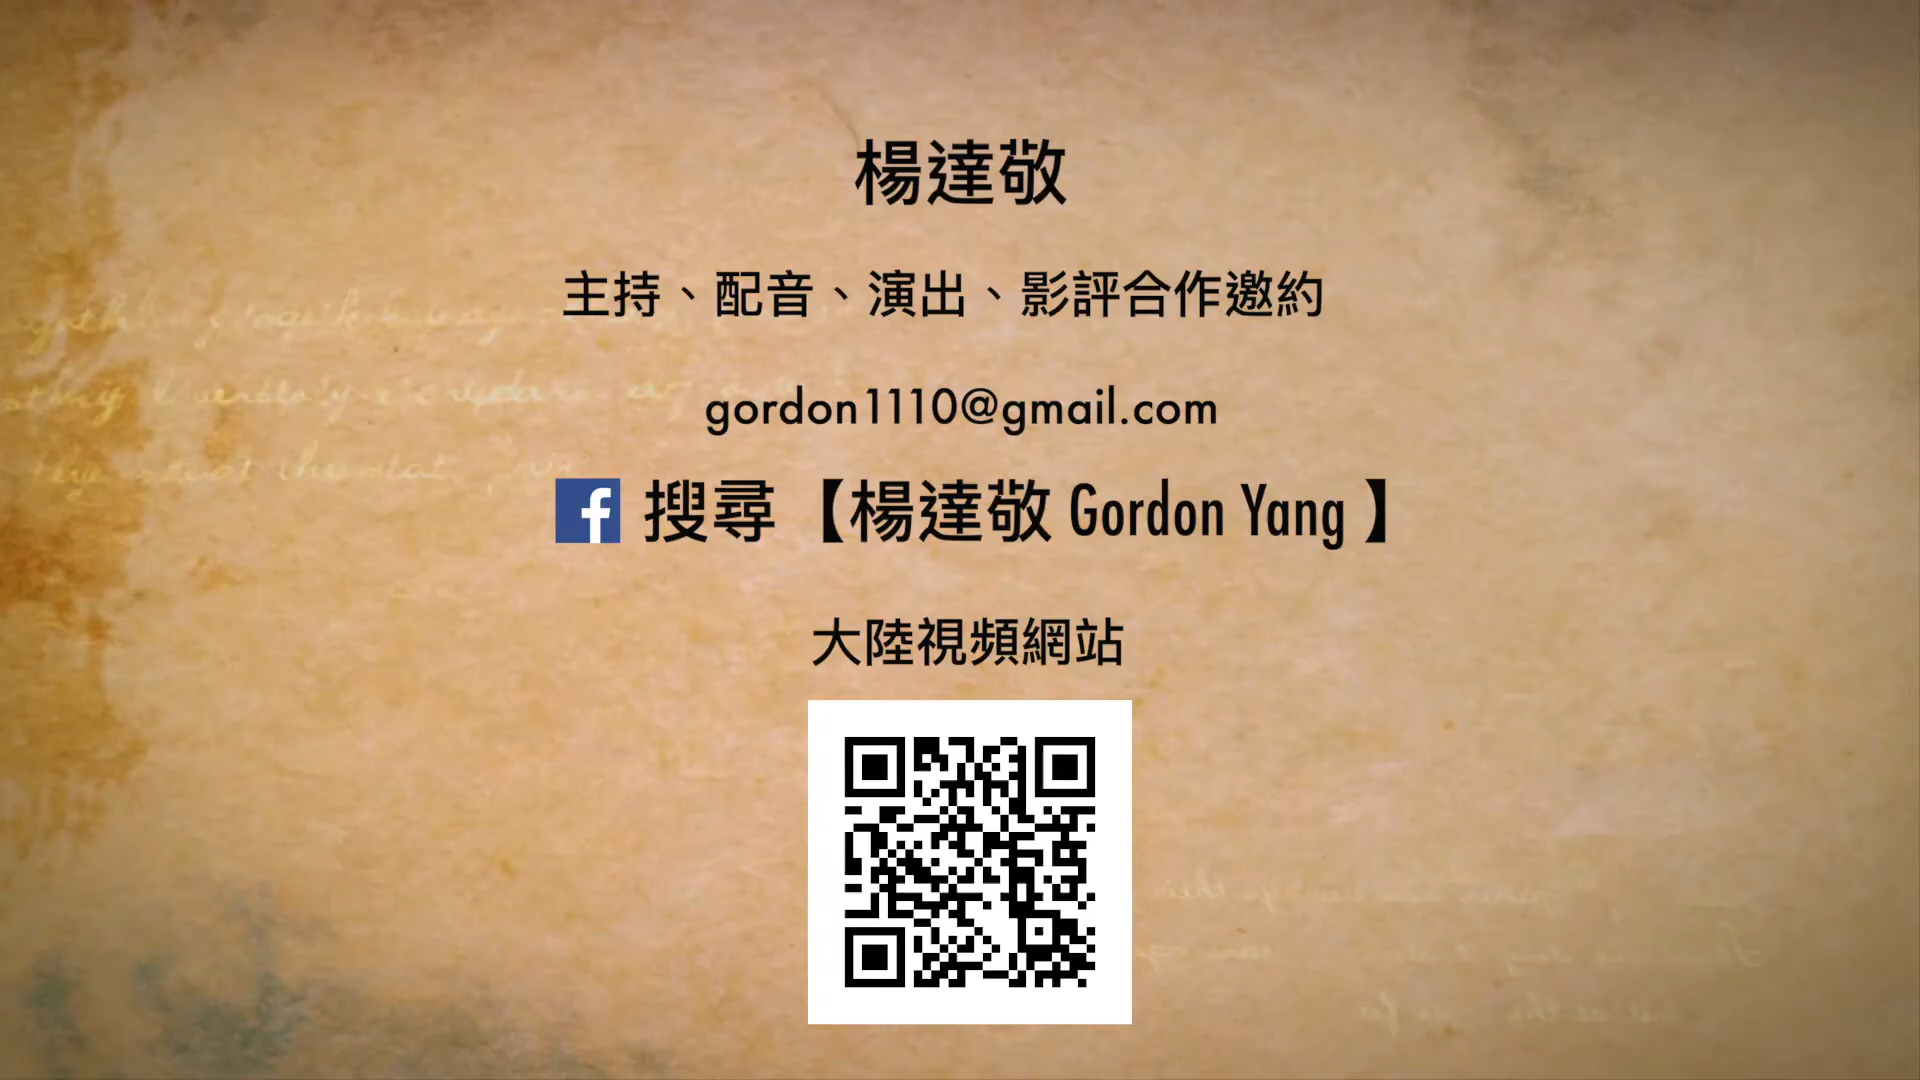 楊達敬
主持、配音、演出、影評合作邀約
gordon1110@gmail.com
搜尋【楊達敬 Gordon Yang 】
大陸視頻網站